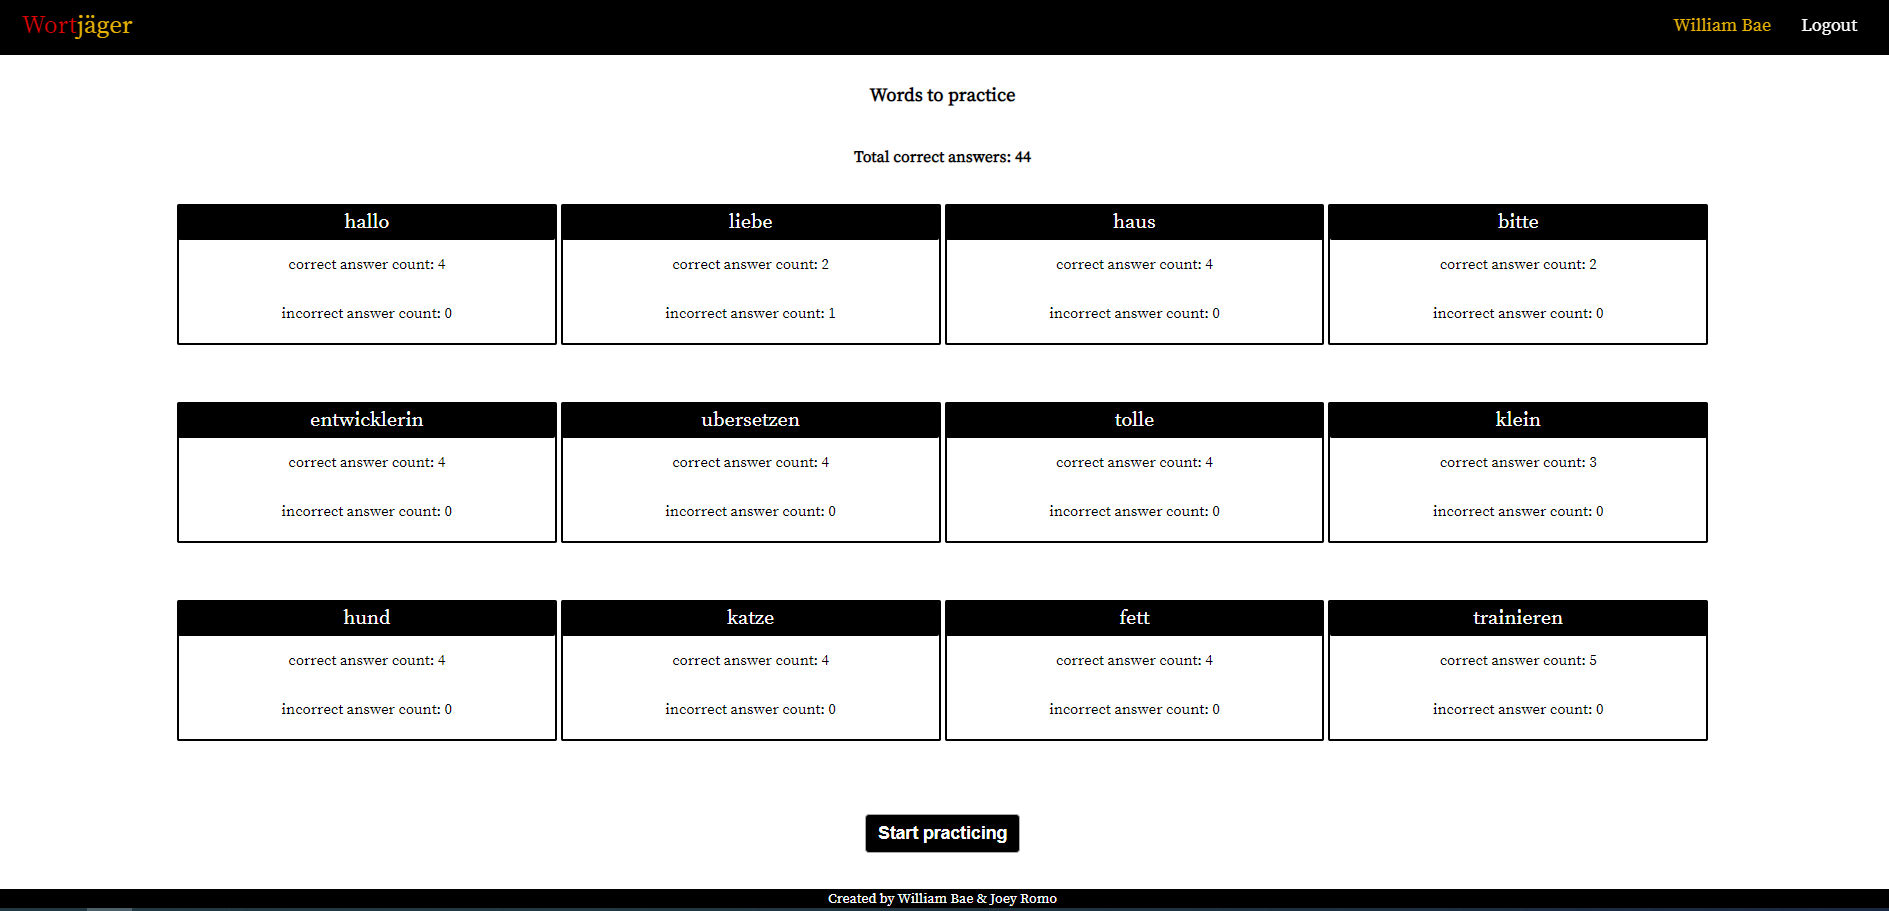 Wortjäger William Bae Logout
Words to practice
Total correct answers: 44
hallo liebe haus bitte
correct answer count: 4 correct answer count: 2 correct answer count: 4 correct answer count: 2
incorrect answer count: 0 incorrect answer count: 1 incorrect answer count: 0 incorrect answer count: 0
entwicklerin ubersetzen tolle klein
correct answer count: 4 correct answer count: 4 correct answer count: 4 correct answer count: 3
incorrect answer count: 0 incorrect answer count: 0 incorrect answer count: 0 incorrect answer count: 0
hund katze fett trainieren
correct answer count: 4 correct answer count: 4 correct answer count: 4 correct answer count: 5
incorrect answer count: 0 incorrect answer count: 0 incorrect answer count: 0 incorrect answer count: 0
Start practicing
Created by William Bae & Joey Romo